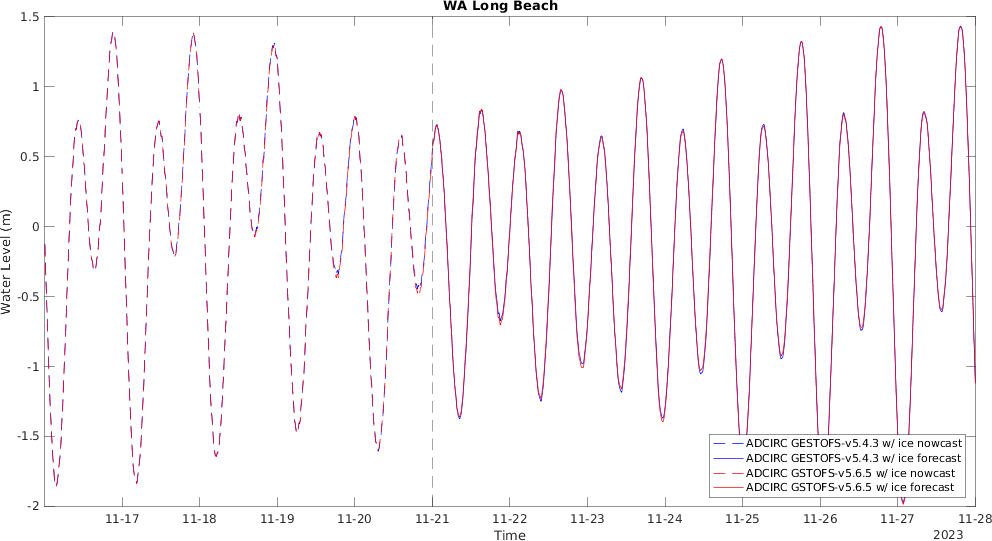 WA Long Beach
1.5
1
0.5
0
-0.5
-1
-1.5
-2
Water Level (m)
11-17 11-18 11-19 11-20 11-21 11-22 11-23 11-24 11-25 11-26 11-27 11-28
Time
2023
ADCIRC GESTOFS-v5.4.3 w/ ice nowcast
ADCIRC GESTOFS-v5.4.3 w/ ice forecast
ADCIRC GSTOFS-v5.6.5 w/ ice nowcast
ADCIRC GSTOFS-v5.6.5 w/ ice forecast